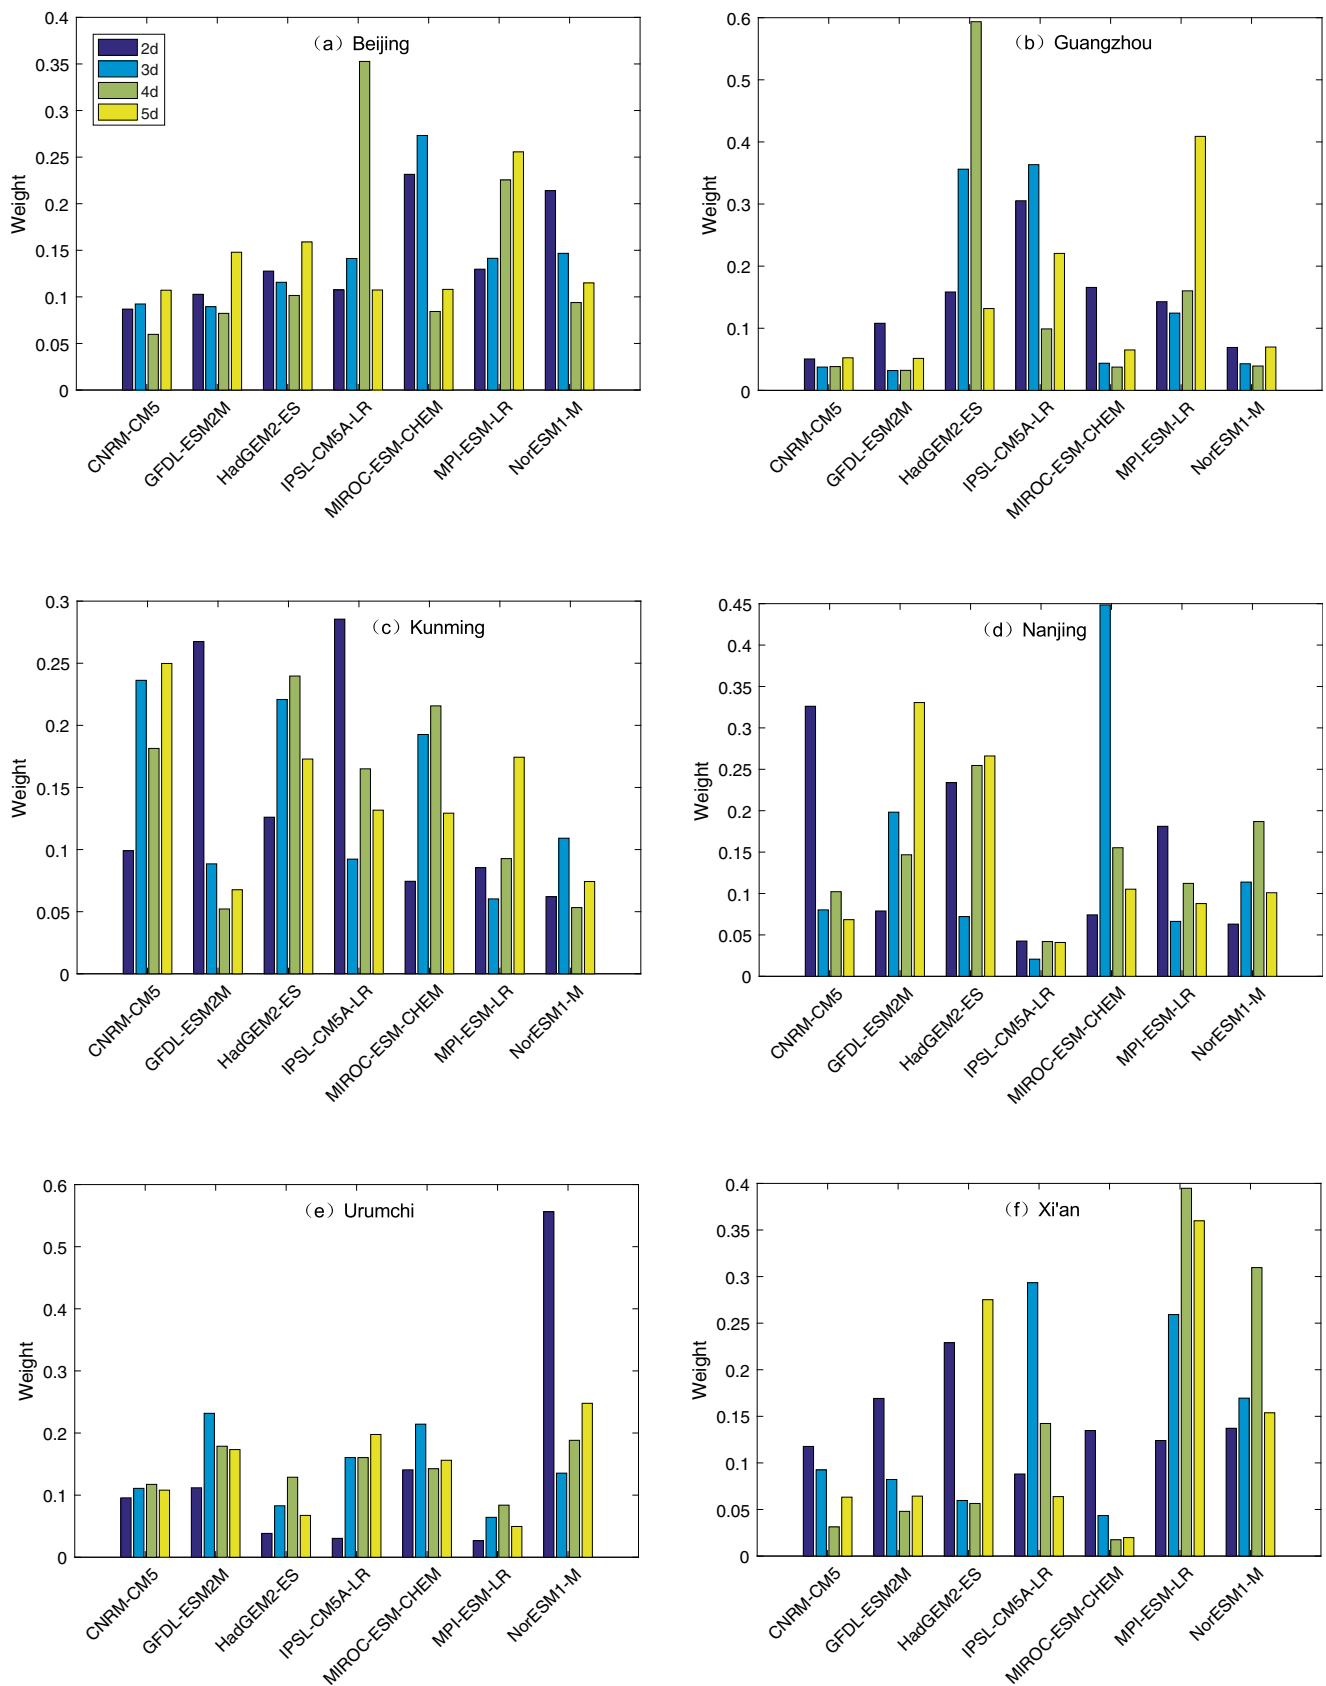 (a) Beijing
2d
3d
4d
5d
Weight
0.4
0.35
0.3
0.25
0.2
0.15
0.1
0.05
0
CNRM-CM5
GFDL-ESM2M
HadGEM2-ES
IPSL-CM5A-LR
MIROC-ESM-CHEM
MPI-ESM-LR
NorESM1-M
(b) Guangzhou
Weight
0.6
0.5
0.4
0.3
0.2
0.1
0
CNRM-CM5
GFDL-ESM2M
HadGEM2-ES
IPSL-CM5A-LR
MIROC-ESM-CHEM
MPI-ESM-LR
NorESM1-M
(c) Kunming
Weight
0.3
0.25
0.2
0.15
0.1
0.05
0
CNRM-CM5
GFDL-ESM2M
HadGEM2-ES
IPSL-CM5A-LR
MIROC-ESM-CHEM
MPI-ESM-LR
NorESM1-M
(d) Nanjing
Weight
0.45
0.4
0.35
0.3
0.25
0.2
0.15
0.1
0.05
0
CNRM-CM5
GFDL-ESM2M
HadGEM2-ES
IPSL-CM5A-LR
MIROC-ESM-CHEM
MPI-ESM-LR
NorESM1-M
(e) Urumchi
Weight
0.6
0.5
0.4
0.3
0.2
0.1
0
CNRM-CM5
GFDL-ESM2M
HadGEM2-ES
IPSL-CM5A-LR
MIROC-ESM-CHEM
MPI-ESM-LR
NorESM1-M
(f) Xi'an
Weight
0.4
0.35
0.3
0.25
0.2
0.15
0.1
0.05
0
CNRM-CM5
GFDL-ESM2M
HadGEM2-ES
IPSL-CM5A-LR
MIROC-ESM-CHEM
MPI-ESM-LR
NorESM1-M